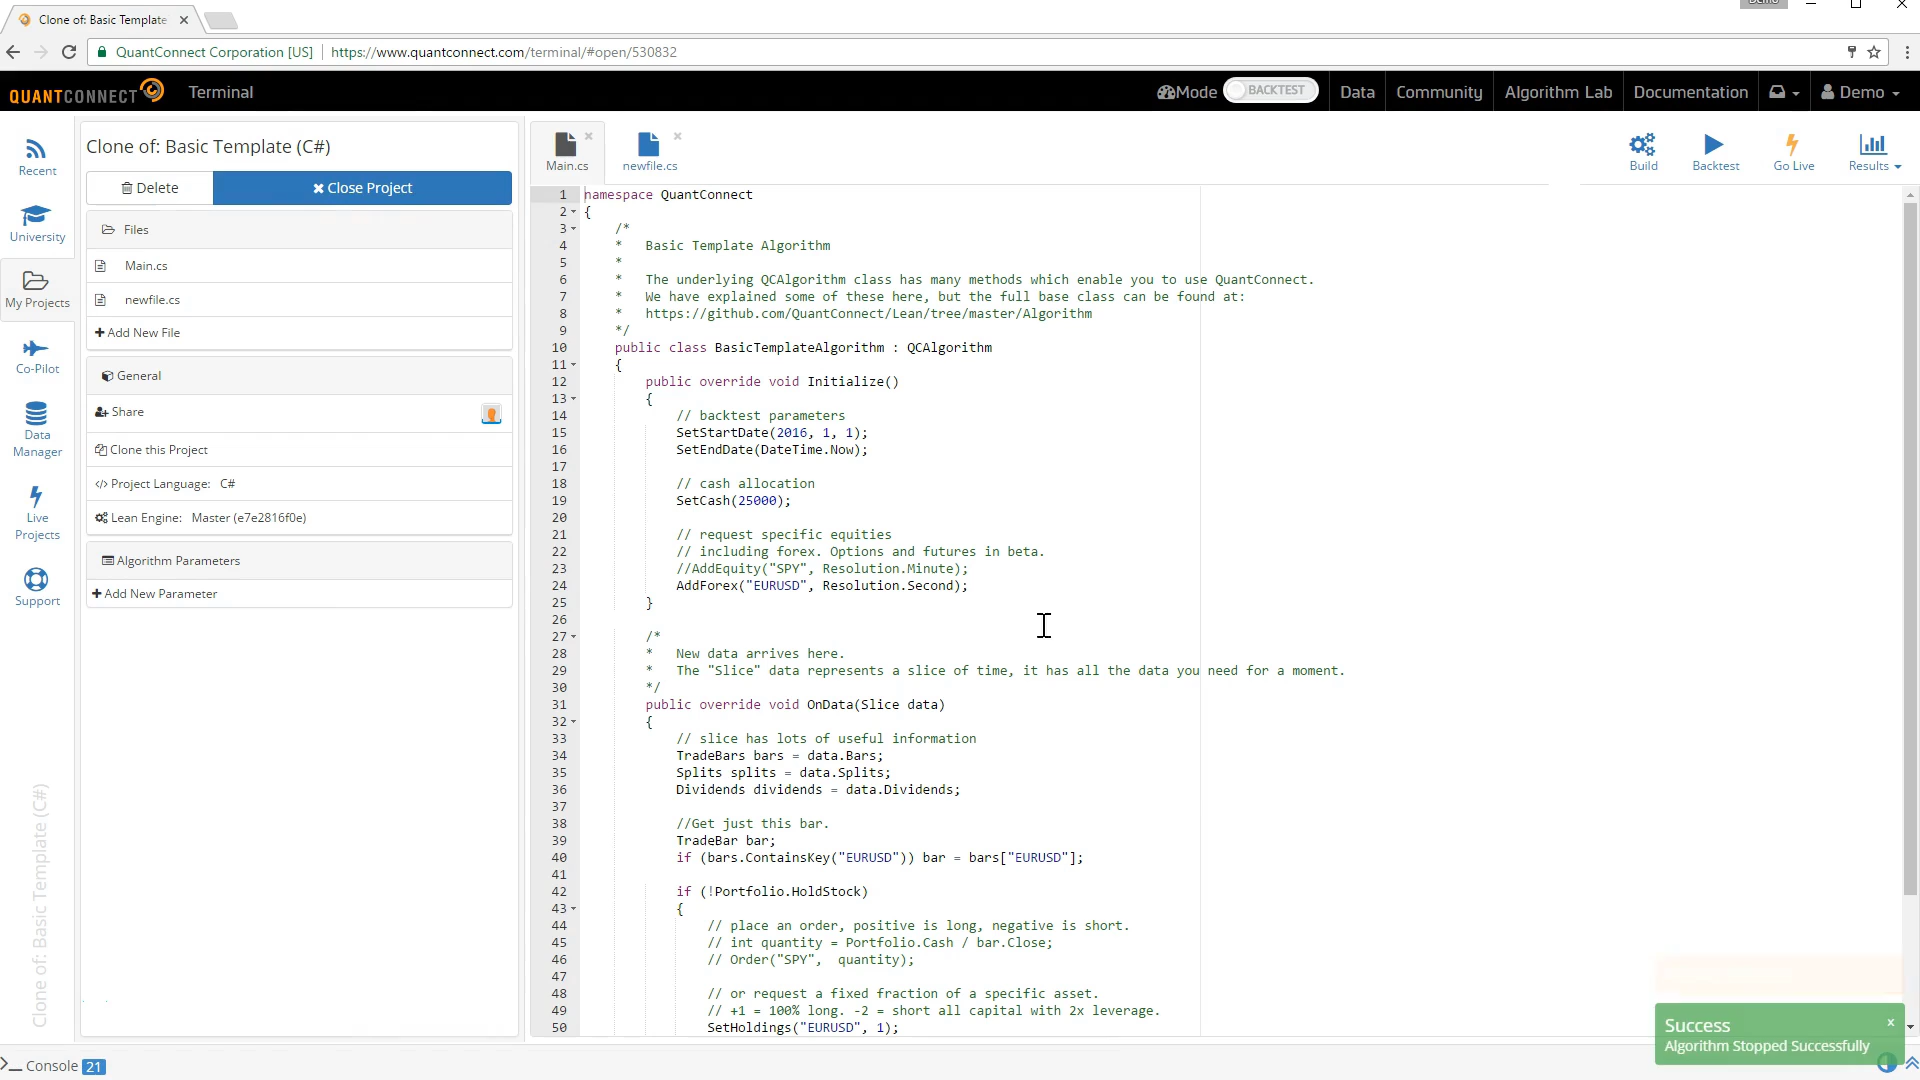 Clone of: Basic Template
Demo
QuantConnect Corporation [US]
https://www.quantconnect.com/terminal/#open/530832
QUANTCONNECT
Terminal
Mode
BACKTEST
Data
Community
Algorithm Lab
Documentation
Demo
Recent
University
My Projects
Co-Pilot
Data
Manager
Live
Projects
Support
Clone of: Basic Template (C#)
Clone of: Basic Template (C#)
Delete
Close Project
Files
Main.cs
newfile.cs
Add New File
General
Share
Clone this Project
</> Project Language: C#
Lean Engine: Master (e7e2816f0e)
Algorithm Parameters
Add New Parameter
Main.cs
newfile.cs
Build
Backtest
Go Live
Results
1 namespace QuantConnect
2 {
3 /*
4 * Basic Template Algorithm
5 *
6 * The underlying QCAlgorithm class has many methods which enable you to use QuantConnect.
7 * We have explained some of these here, but the full base class can be found at:
8 * https://github.com/QuantConnect/Lean/tree/master/Algorithm
9 */
10 public class BasicTemplateAlgorithm : QCAlgorithm
11 {
12 public override void Initialize()
13 {
14 // backtest parameters
15 SetStartDate(2016, 1, 1);
16 SetEndDate(DateTime.Now);
17
18 // cash allocation
19 SetCash(25000);
20
21 // request specific equities
22 // including forex. Options and futures in beta.
23 //AddEquity("SPY", Resolution.Minute);
24 AddForex("EURUSD", Resolution.Second);
25 }
26
27 /*
28 * New data arrives here.
29 * The "Slice" data represents a slice of time, it has all the data you need for a moment.
30 */
31 public override void OnData(Slice data)
32 {
33 // slice has lots of useful information
34 TradeBars bars = data.Bars;
35 Splits splits = data.Splits;
36 Dividends dividends = data.Dividends;
37
38 //Get just this bar.
39 TradeBar bar;
40 if (bars.ContainsKey("EURUSD")) bar = bars["EURUSD"];
41
42 if (!Portfolio.HoldStock)
43 {
44 // place an order, positive is long, negative is short.
45 // int quantity = Portfolio.Cash / bar.Close;
46 // Order("SPY", quantity);
47
48 // or request a fixed fraction of a specific asset.
49 // +1 = 100% long. -2 = short all capital with 2x leverage.
50 SetHoldings("EURUSD", 1);
Success
Algorithm Stopped Successfully
Console 21